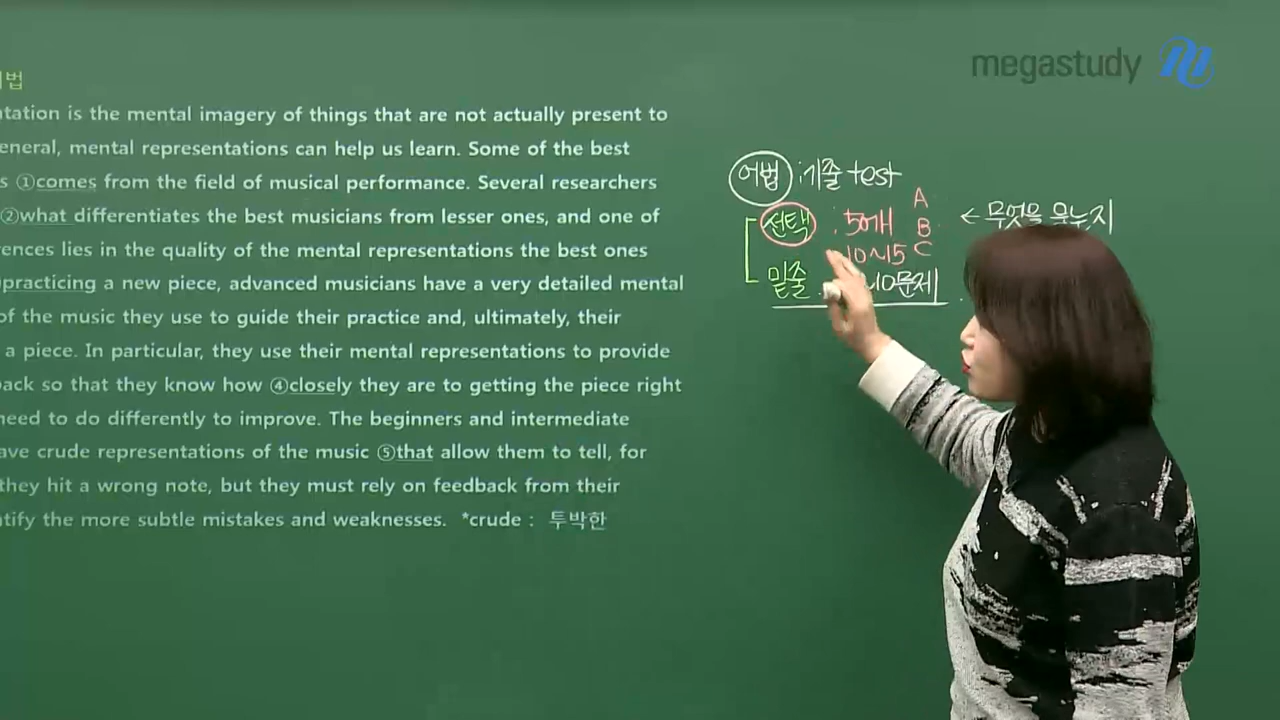 megastudy
법
ntation is the mental imagery of things that are not actually present to
eneral, mental representations can help us learn. Some of the best
s ①comes from the field of musical performance. Several researchers
②what differentiates the best musicians from lesser ones, and one of
ences lies in the quality of the mental representations the best ones
practicing a new piece, advanced musicians have a very detailed mental
of the music they use to guide their practice and, ultimately, their
a piece. In particular, they use their mental representations to provide
ack so that they know how ④closely they are to getting the piece right
need to do differently to improve. The beginners and intermediate
ave crude representations of the music ⑤that allow them to tell, for
they hit a wrong note, but they must rely on feedback from their
ntify the more subtle mistakes and weaknesses. *crude : 투박한
어법 : 기출 test
선택 : 5개 A B C ← 무엇을 묻는지
10~15
밑줄 10문제